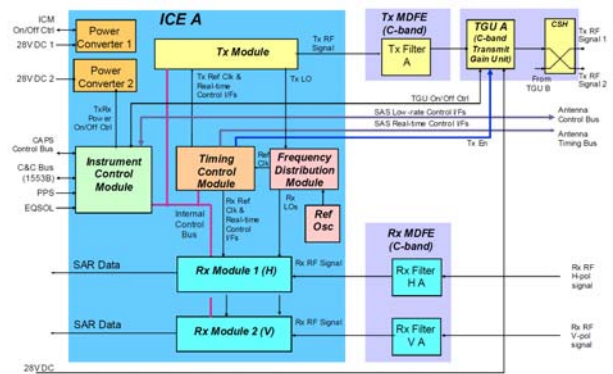 ICM
On/Off Ctrl
28V DC 1
28V DC 2
CAPS
Control Bus
C&C Bus
(1553B)
PPS
EQSOL
ICE A
Power
Converter 1
Power
Converter 2
Tx Module
TxRx
Power
On/Off Ctrl
Tx Ref Clk &
Real-time
Control I/Fs
Tx LO
Tx RF
Signal
Tx MDFE
(C-band)
Tx Filter
A
TGU A
(C-band
Transmit
Gain Unit)
CSH
Tx RF
Signal 1
Tx RF
Signal 2
From
TGU B
TGU On/Off Ctrl
SAS Low-rate Control I/Fs
SAS Real-time Control I/Fs
Tx En
Antenna
Control Bus
Antenna
Timing Bus
Instrument
Control
Module
Timing
Control
Module
Ref
Clk
Frequency
Distribution
Module
Internal
Control
Bus
Rx Ref
Clk &
Real-time
Control
I/Fs
Rx
LOs
Ref
Osc
Rx MDFE
(C-band)
SAR Data
Rx Module 1 (H)
Rx RF Signal
Rx Filter
H A
Rx RF
H-pol
signal
SAR Data
Rx Module 2 (V)
Rx RF Signal
Rx Filter
V A
Rx RF
V-pol
signal
28V DC